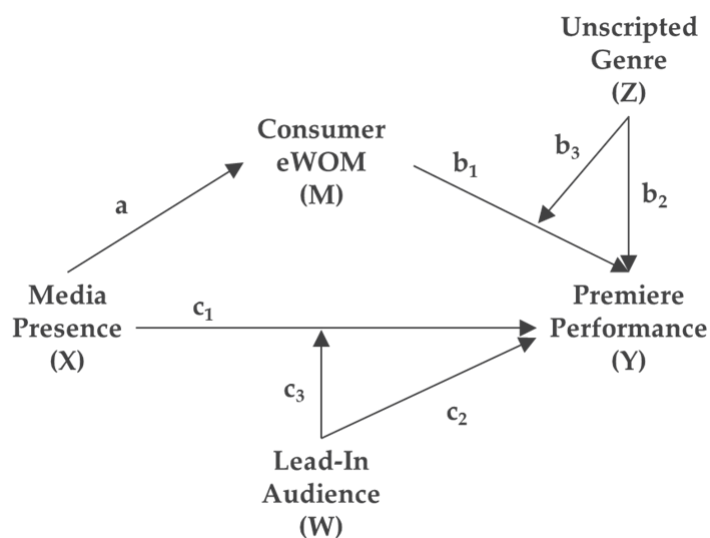 Unscripted
Genre
(Z)
Consumer
eWOM
(M)
b3
b1
b2
a
Media
Presence
(X)
c1
Premiere
Performance
(Y)
c3
c2
Lead-In
Audience
(W)